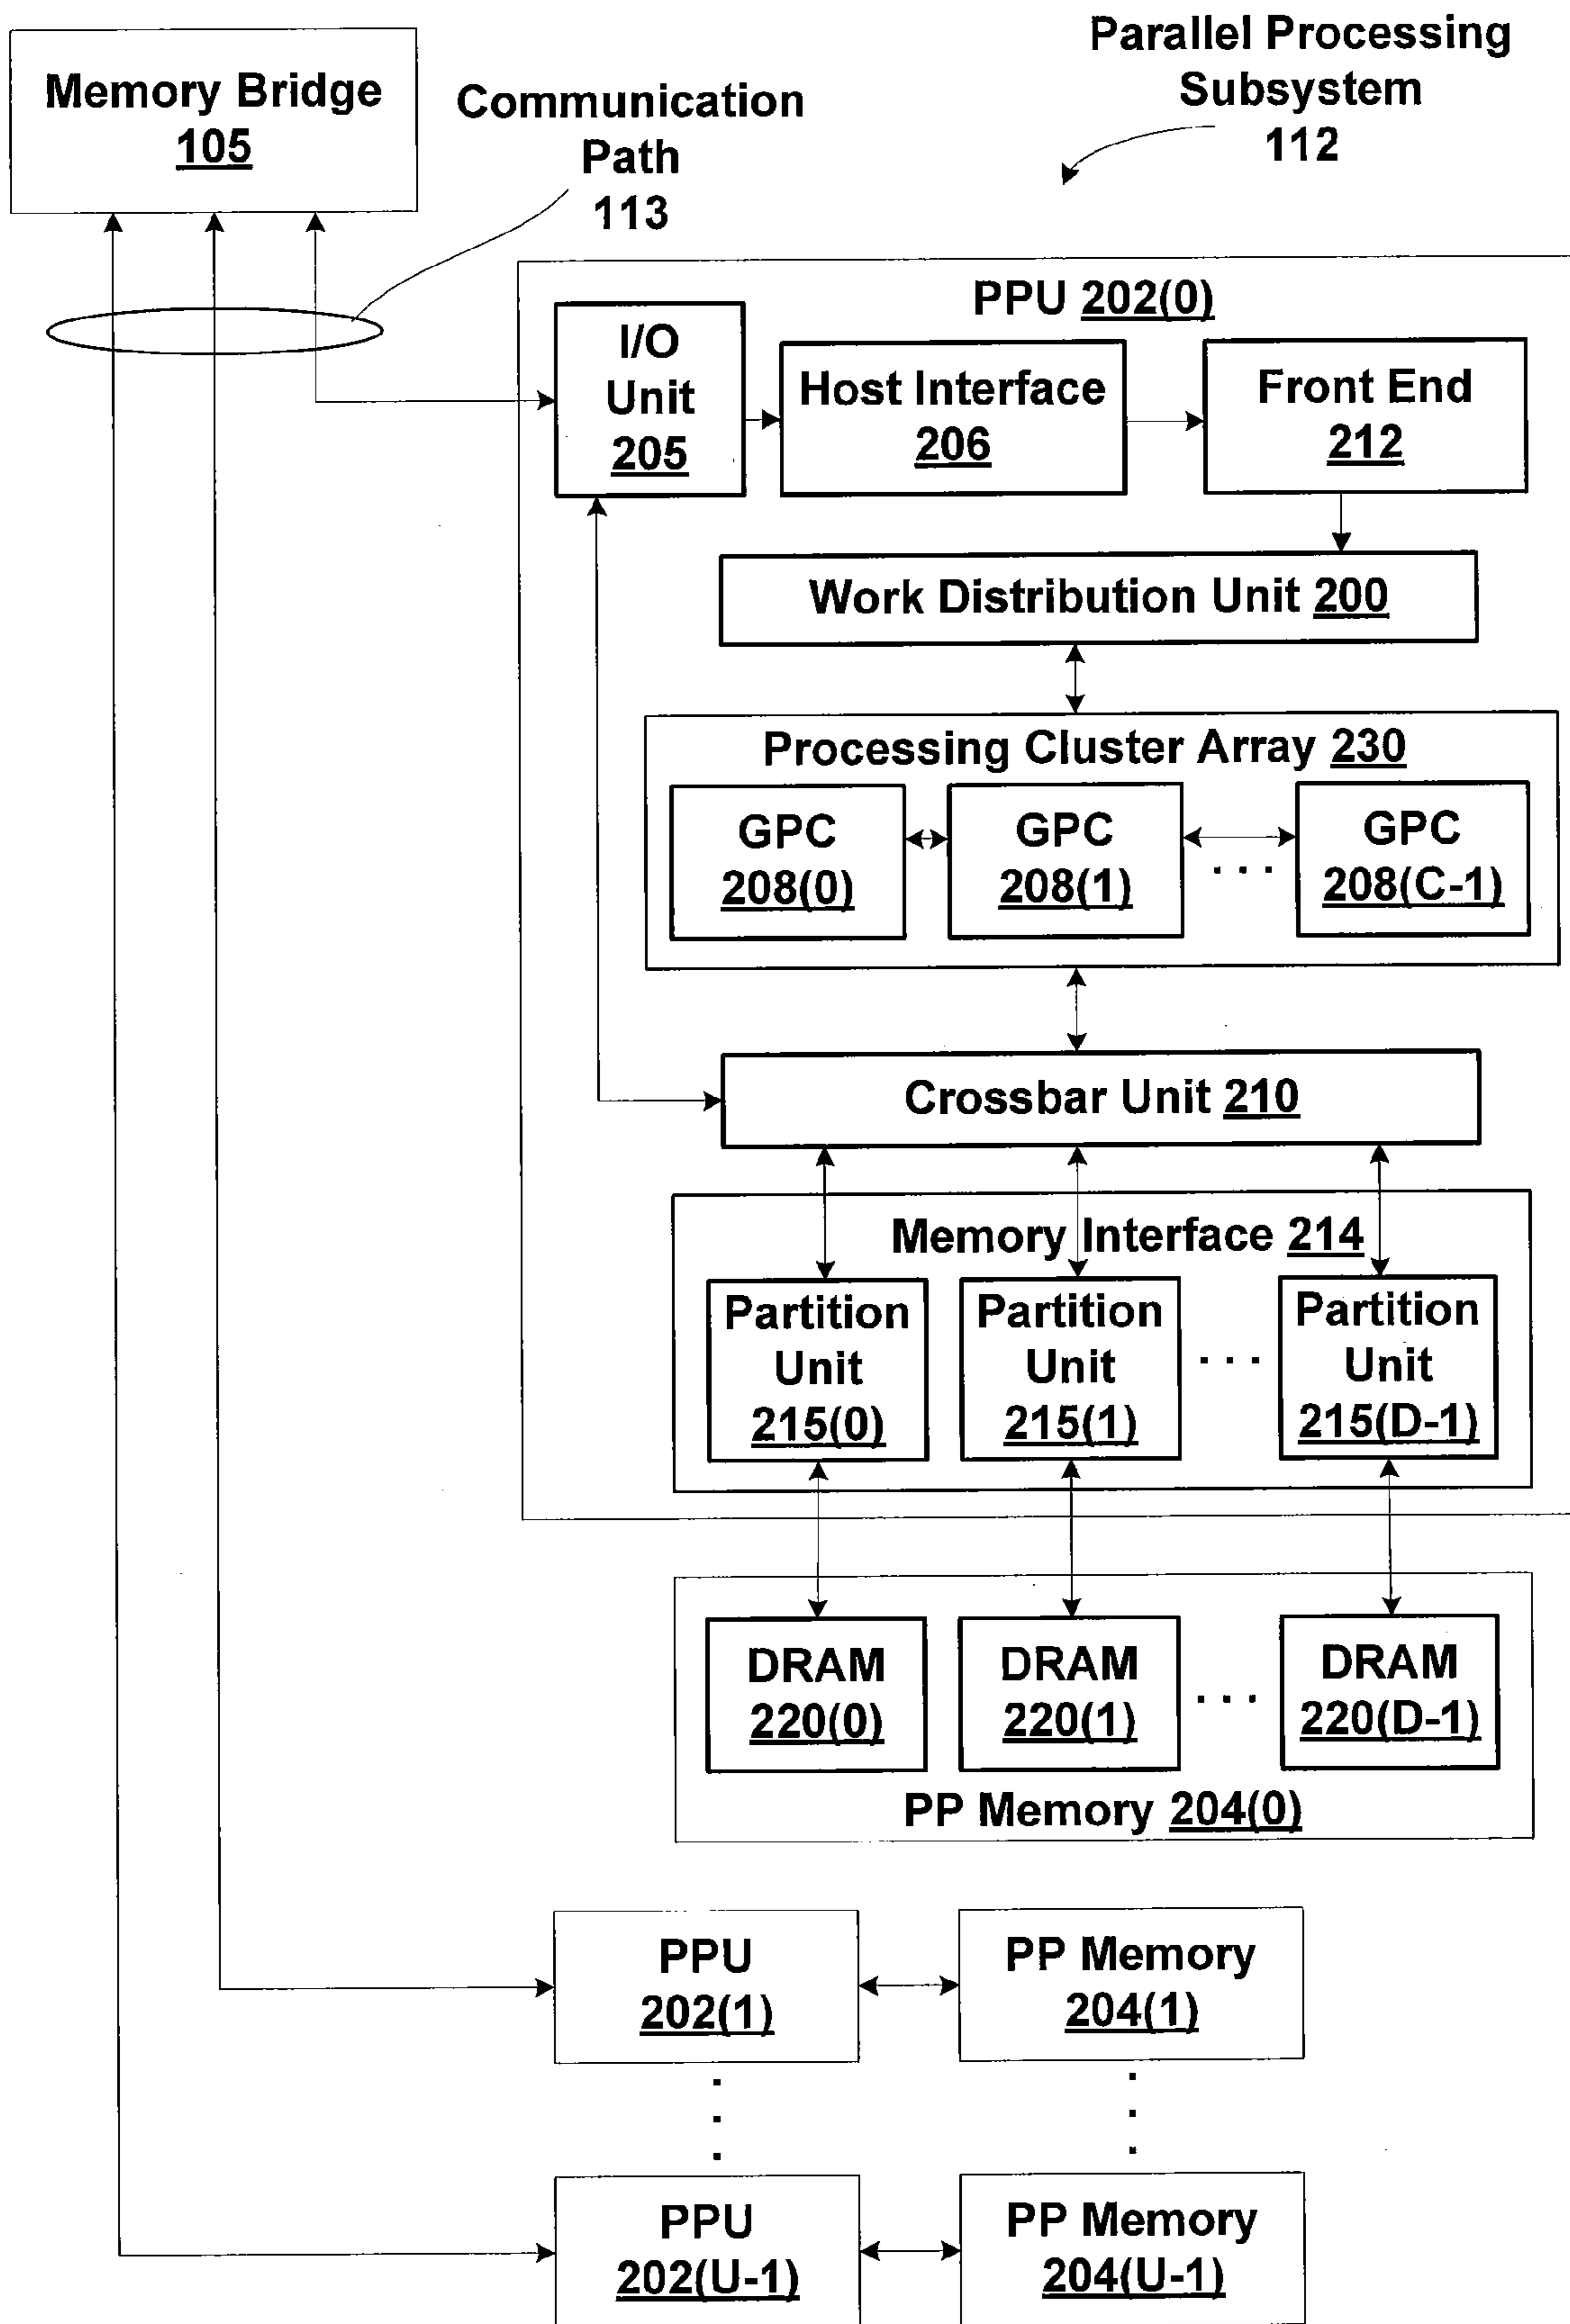 Parallel Processing
Subsystem
112
Memory Bridge
105
Communication
Path
113
PPU 202(0)
I/O
Unit
205
Host Interface
206
Front End
212
Work Distribution Unit 200
Processing Cluster Array 230
GPC
208(0)
GPC
208(1)
. . .
GPC
208(C-1)
Crossbar Unit 210
Memory Interface 214
Partition
Unit
215(0)
Partition
Unit
215(1)
. . .
Partition
Unit
215(D-1)
DRAM
220(0)
DRAM
220(1)
. . .
DRAM
220(D-1)
PP Memory 204(0)
PPU
202(1)
PP Memory
204(1)
PPU
202(U-1)
PP Memory
204(U-1)